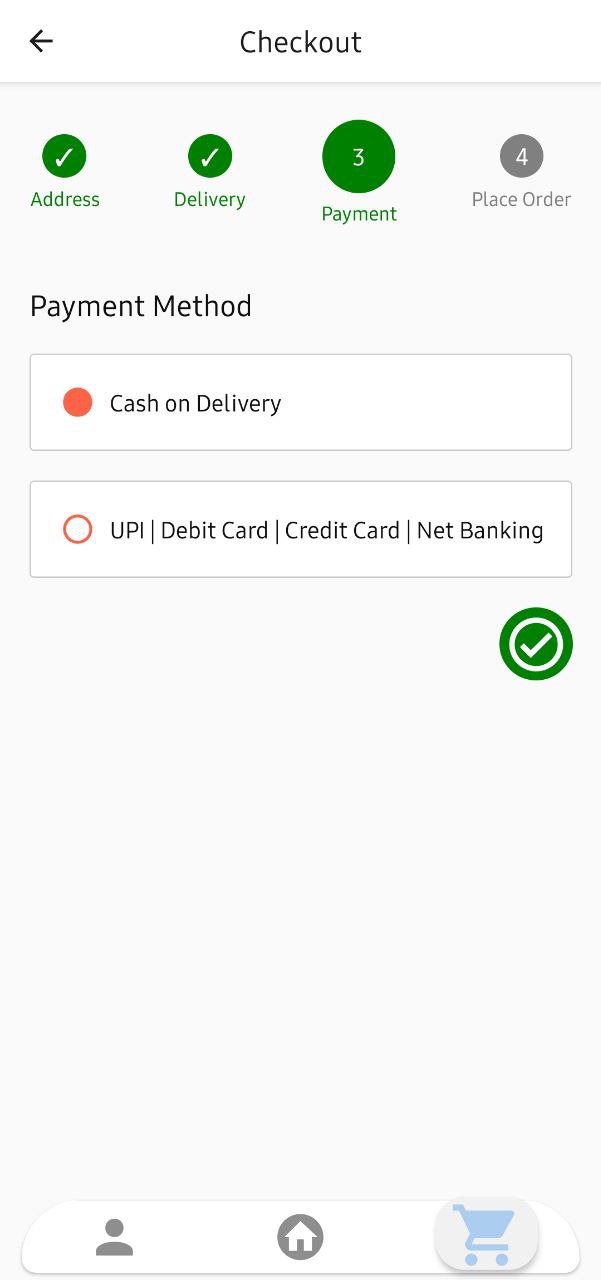 Checkout
✓ ✓ 3 4
Address Delivery Payment Place Order
Payment Method
Cash on Delivery
UPI | Debit Card | Credit Card | Net Banking